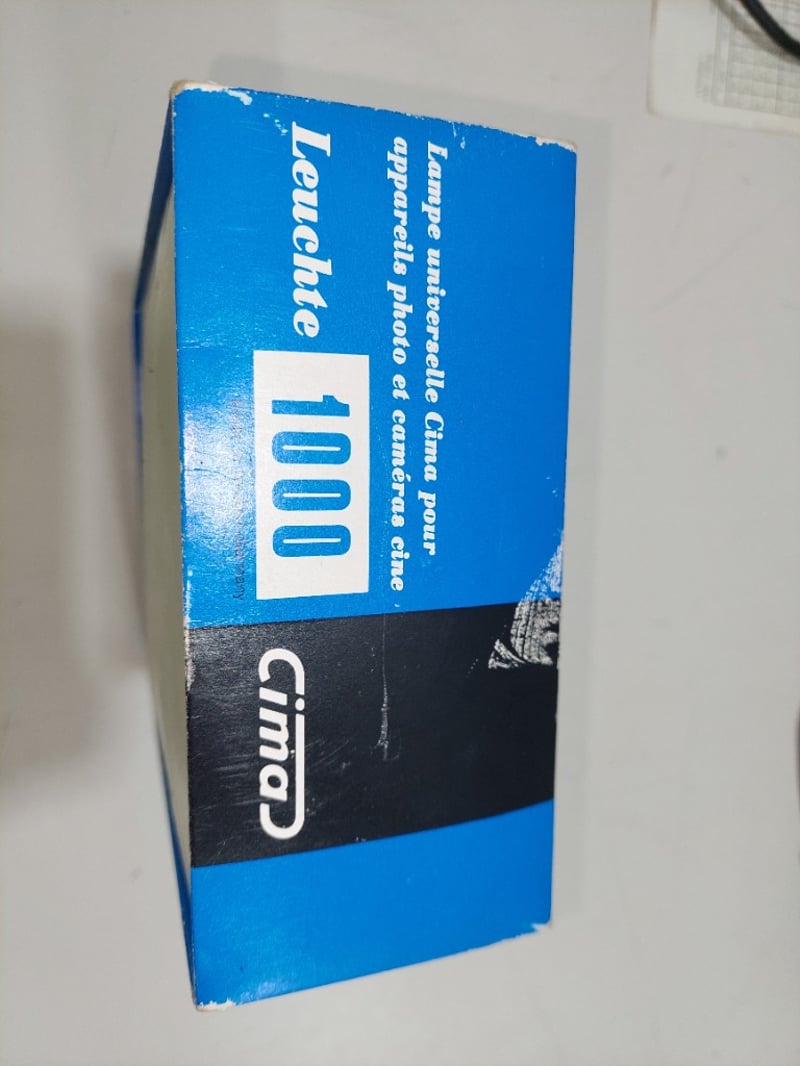 Lampe universelle Cima pour
appareils photo et caméras cine
Leuchte 1000
Cima